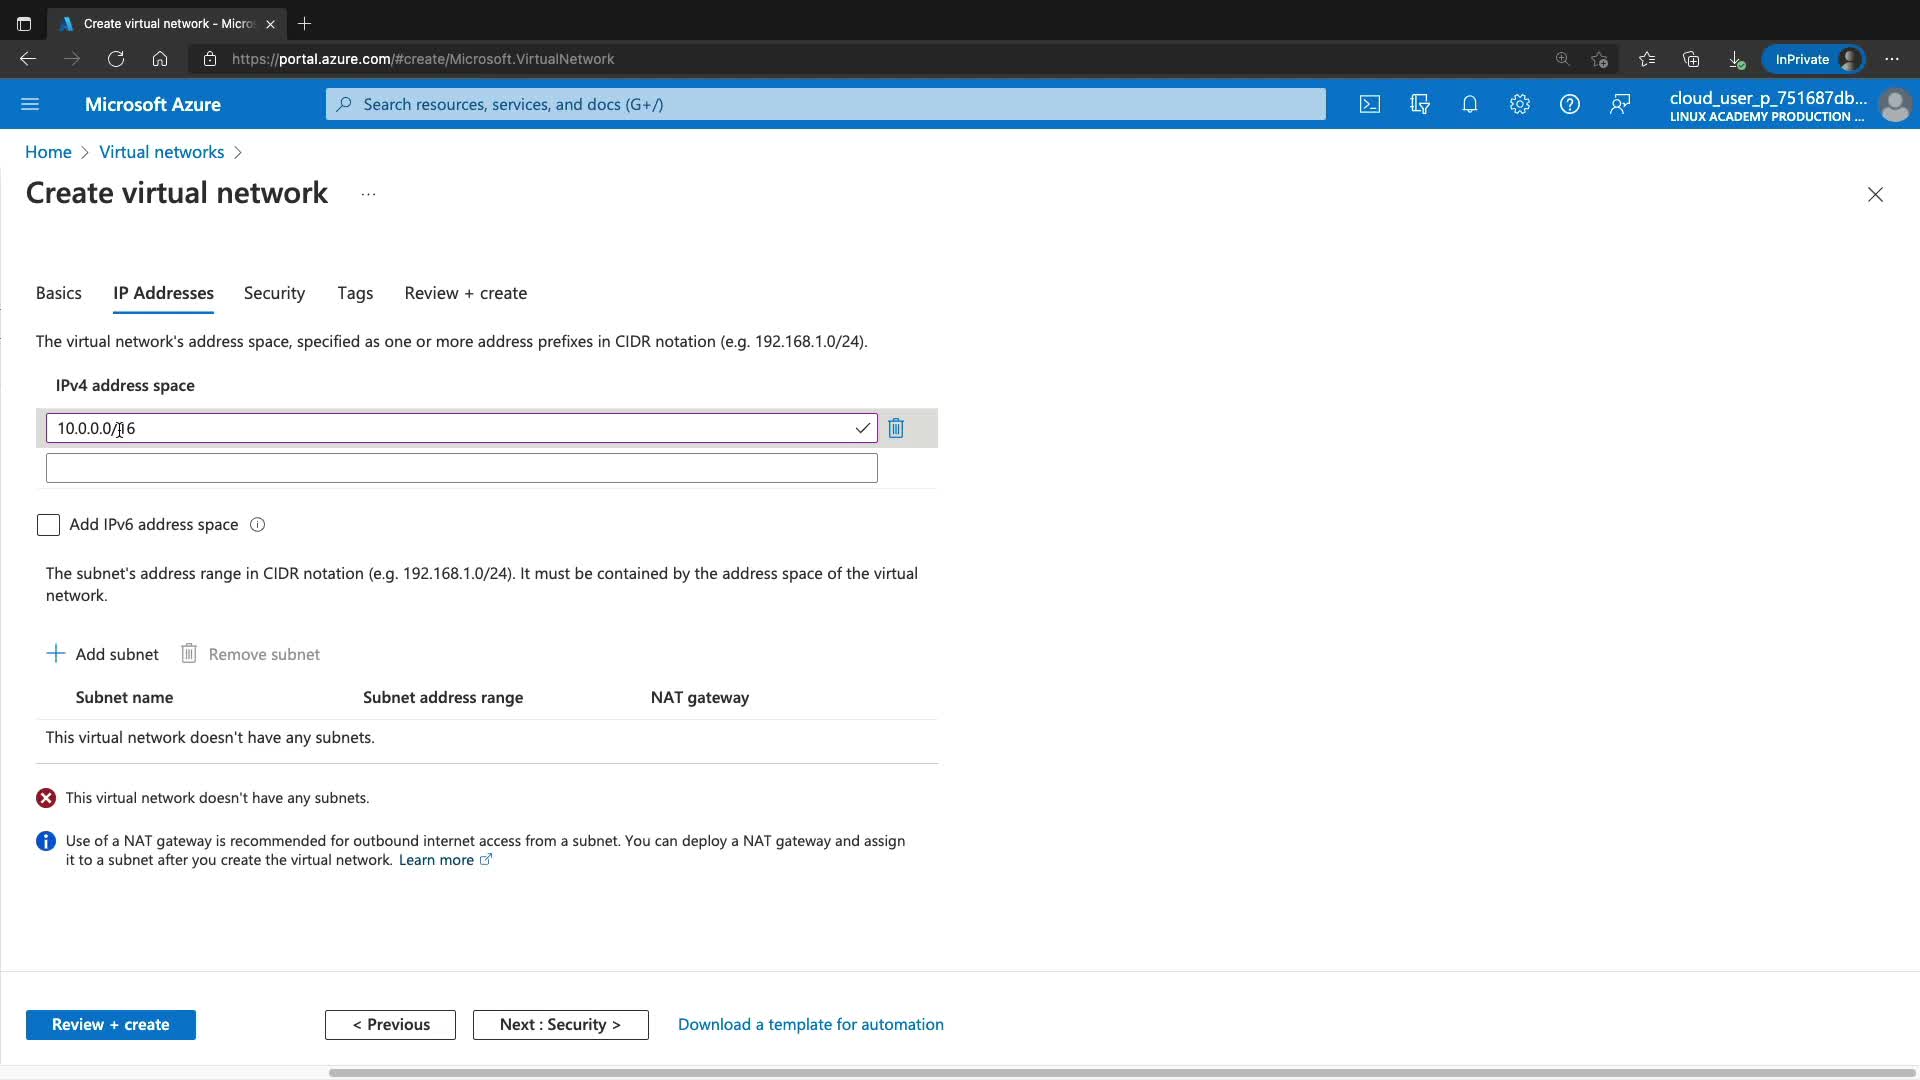 Create virtual network - Micro
https://portal.azure.com/#create/Microsoft.VirtualNetwork
InPrivate
Microsoft Azure
Search resources, services, and docs (G+/)
cloud_user_p_751687db...
LINUX ACADEMY PRODUCTION ...
Home > Virtual networks >
Create virtual network ...
Basics IP Addresses Security Tags Review + create
The virtual network's address space, specified as one or more address prefixes in CIDR notation (e.g. 192.168.1.0/24).
IPv4 address space
10.0.0.0/16
Add IPv6 address space
The subnet's address range in CIDR notation (e.g. 192.168.1.0/24). It must be contained by the address space of the virtual
network.
Add subnet Remove subnet
Subnet name Subnet address range NAT gateway
This virtual network doesn't have any subnets.
This virtual network doesn't have any subnets.
Use of a NAT gateway is recommended for outbound internet access from a subnet. You can deploy a NAT gateway and assign
it to a subnet after you create the virtual network. Learn more
Review + create < Previous Next : Security > Download a template for automation